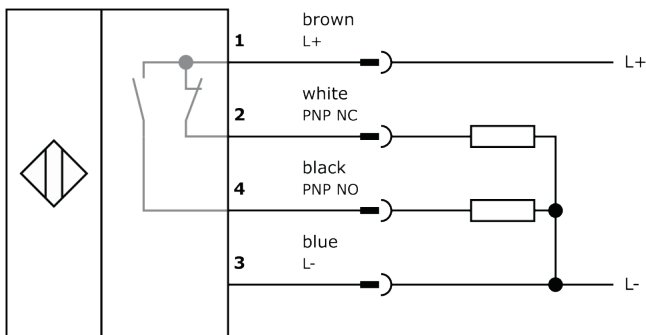 brown
1 L+ L+
white
2 PNP NC
black
4 PNP NO
blue
3 L- L-